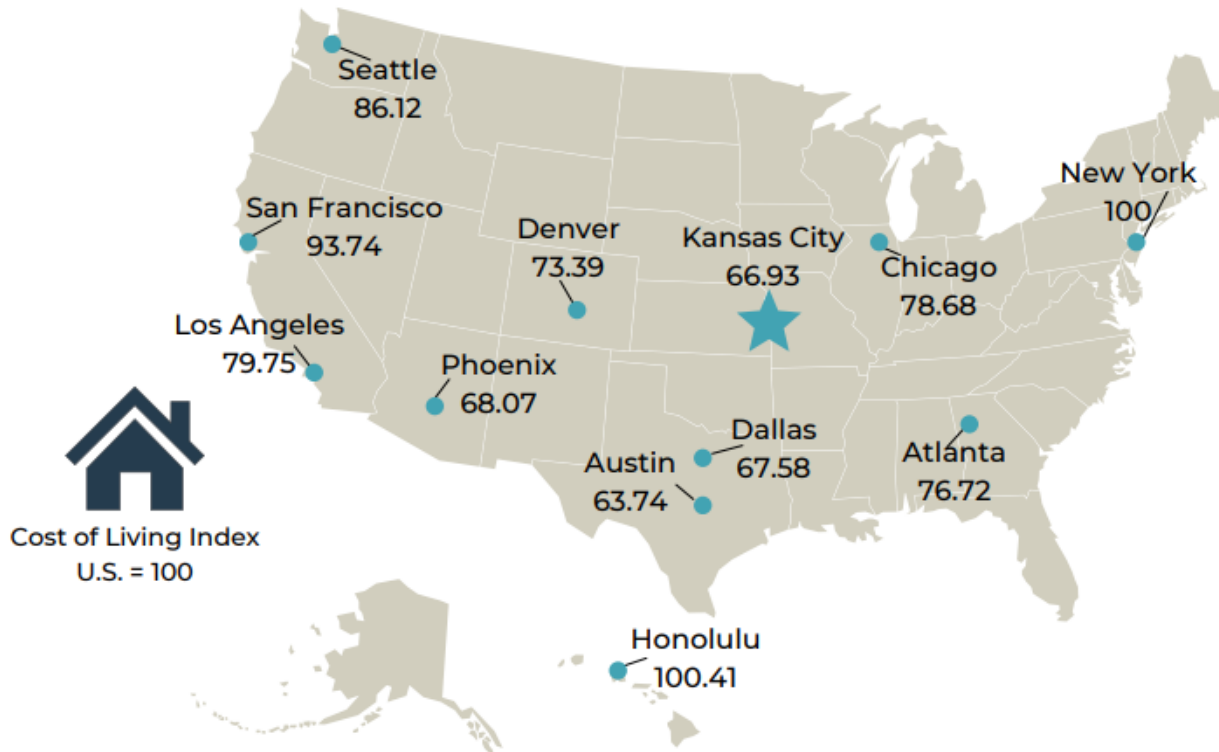 Seattle
86.12
New York
100
San Francisco
93.74
Denver
73.39
Kansas City
66.93
Chicago
78.68
Los Angeles
79.75
Phoenix
68.07
Dallas
67.58
Austin
63.74
Atlanta
76.72
Cost of Living Index
U.S. = 100
Honolulu
100.41